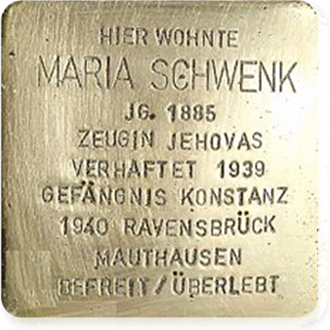 HIER WOHNTE
MARIA SCHWENK
JG. 1885
ZEUGIN JEHOVAS
VERHAFTET 1939
GEFÄNGNIS KONSTANZ
1940 RAVENSBRÜCK
MAUTHAUSEN
BEFREIT/ÜBERLEBT